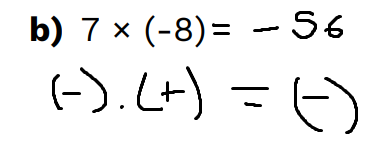 b) 7 × (-8)= - 56
(-) . (+) = (-)